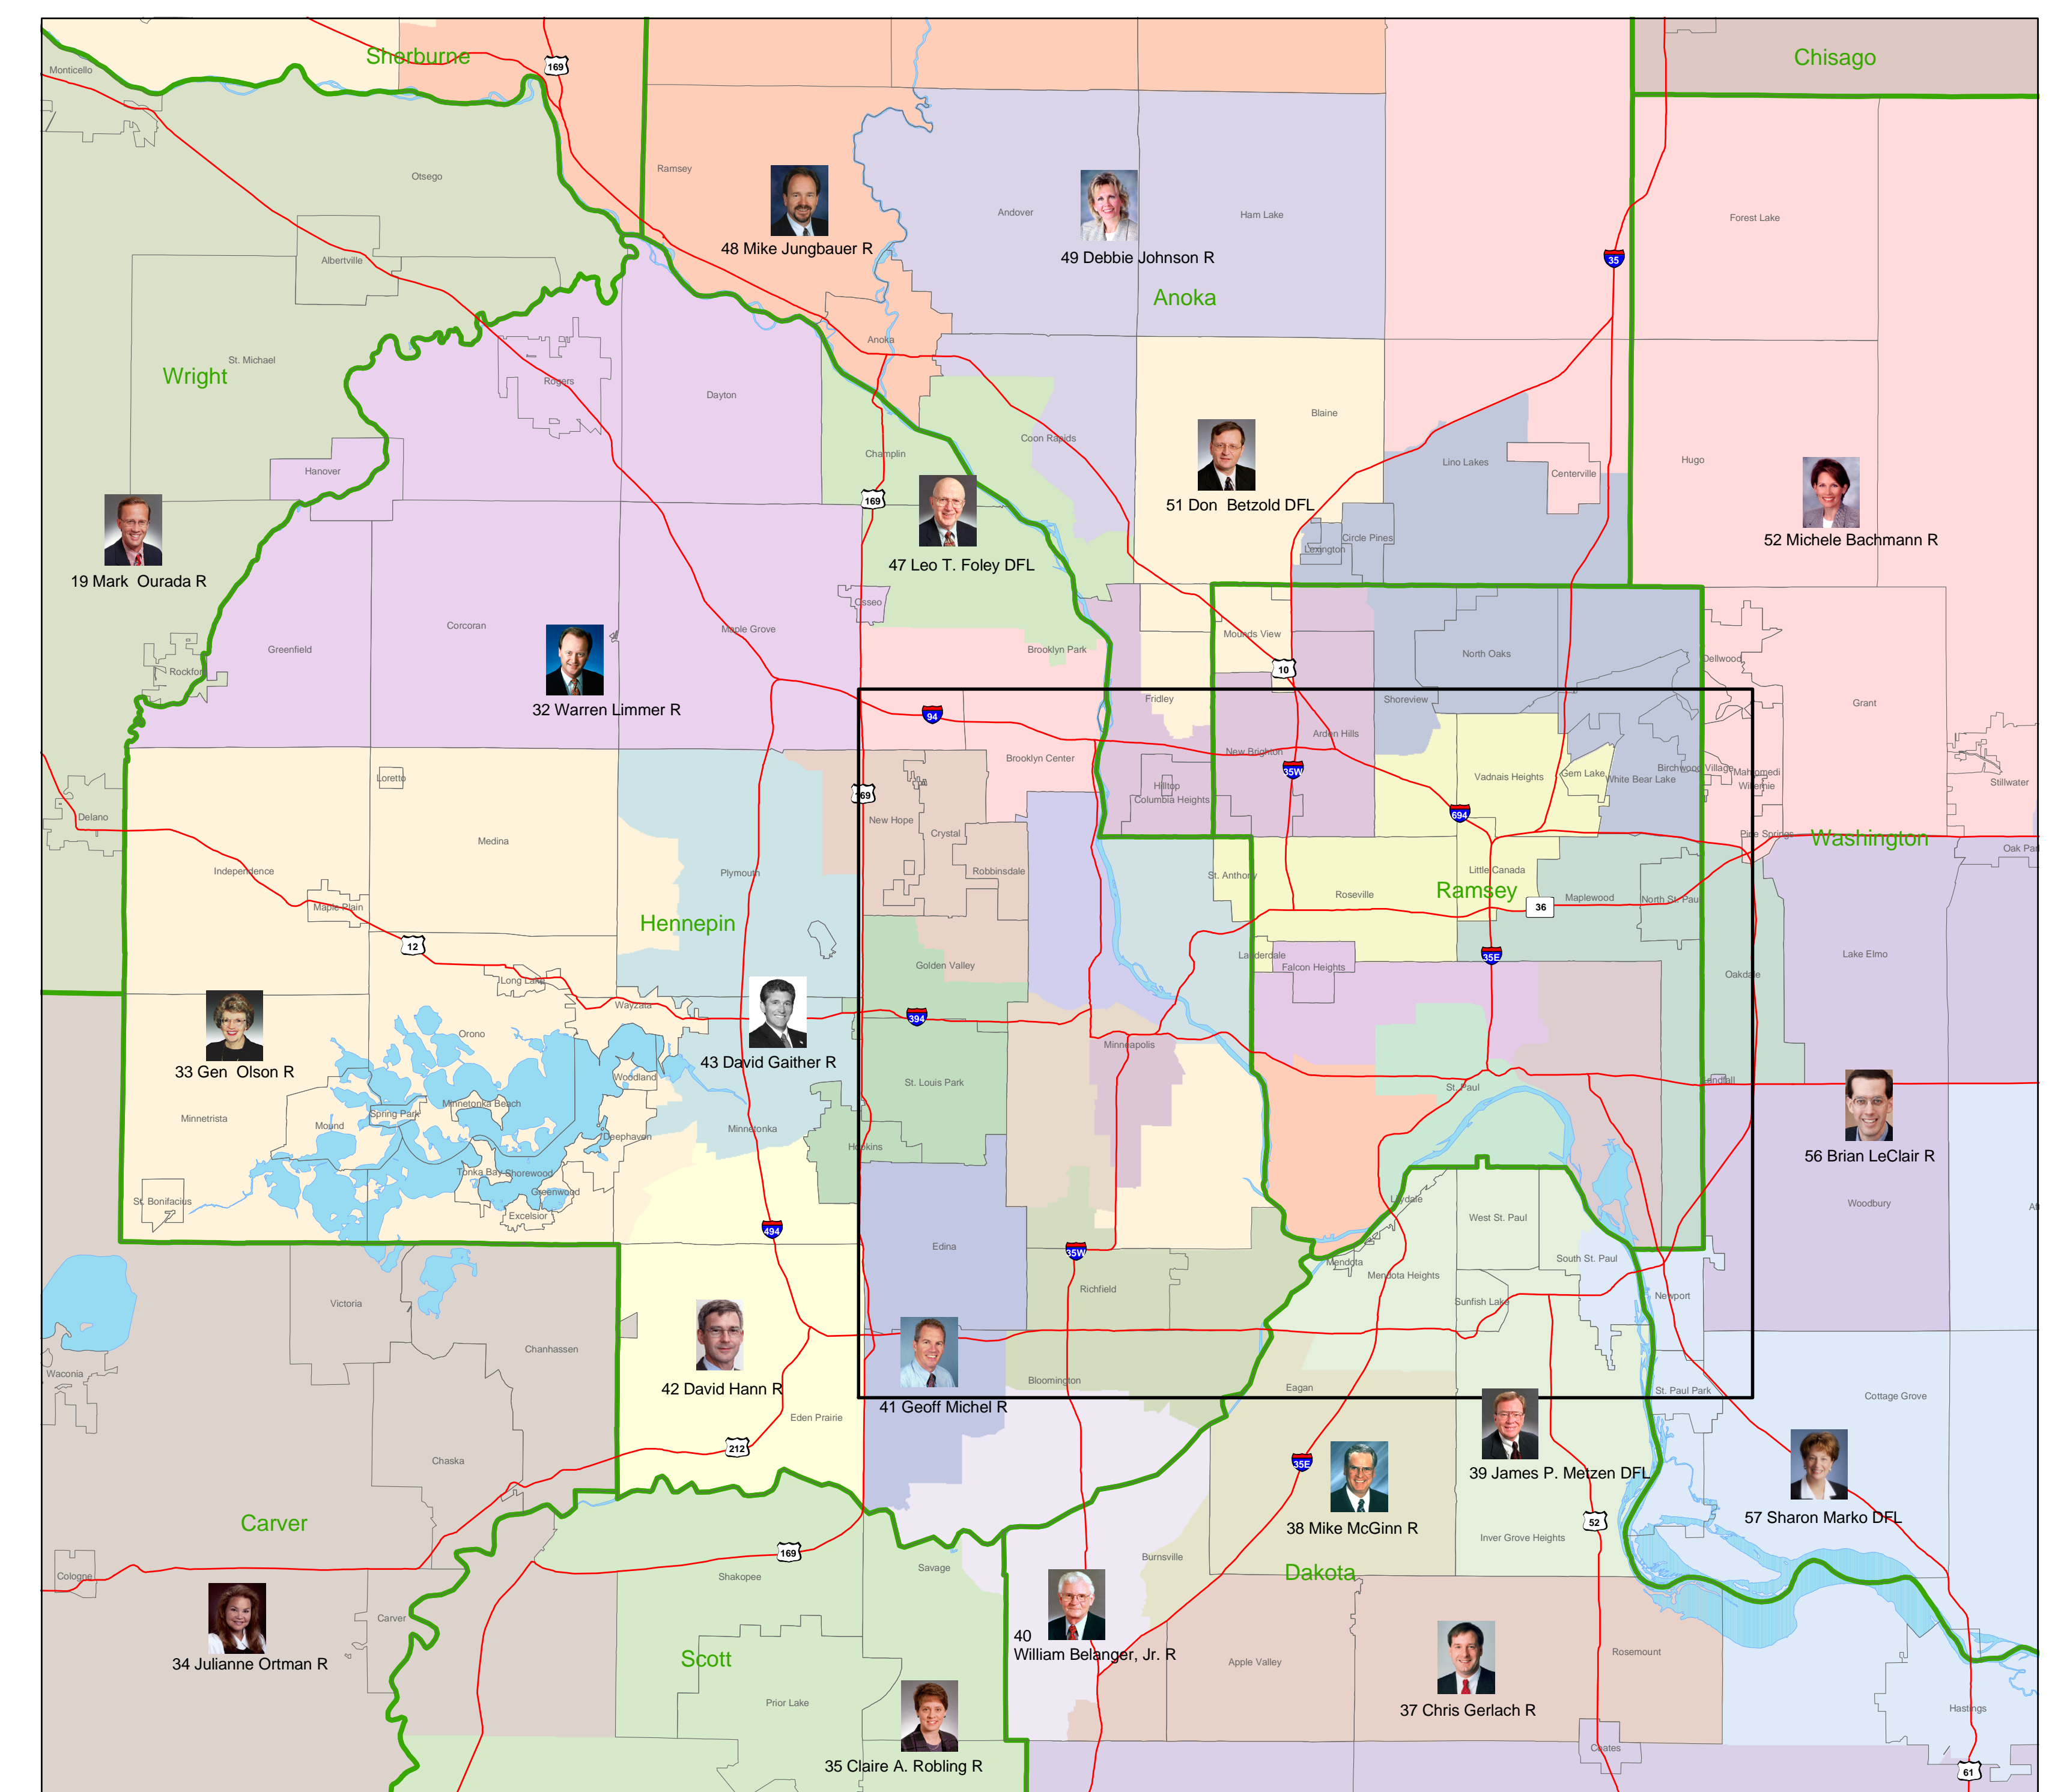 Sherburne
Chisago
169
Monticello
Ramsey
Otsego
Andover
Ham Lake
Forest Lake
48 Mike Jungbauer R
49 Debbie Johnson R
35
Albertville
Anoka
Anoka
St. Michael
Wright
Rogers
Dayton
Blaine
Coon Rapids
Champlin
Lino Lakes
Hugo
Centerville
Hanover
169
51 Don Betzold DFL
Circle Pines
Lexington
52 Michele Bachmann R
47 Leo T. Foley DFL
19 Mark Ourada R
Osseo
Corcoran
Maple Grove
Mounds View
Greenfield
Brooklyn Park
North Oaks
Dellwood
Rockford
10
Fridley
Shoreview
Grant
32 Warren Limmer R
94
Arden Hills
New Brighton
Brooklyn Center
35W
Birchwood Village
Mahtomedi
Willernie
Gem Lake
Vadnais Heights
White Bear Lake
Loretto
Hilltop
Columbia Heights
Stillwater
169
Delano
New Hope
694
Crystal
Pine Springs
Washington
Medina
Oak Par
Independence
Plymouth
Robbinsdale
St. Anthony
Little Canada
Roseville
Ramsey
Maplewood
North St. Paul
Maple Plain
36
Hennepin
12
Lauderdale
35E
Lake Elmo
Golden Valley
Falcon Heights
Oakdale
Long Lake
Wayzata
394
Orono
Minneapolis
43 David Gaither R
33 Gen Olson R
Woodland
St. Louis Park
St. Paul
Landfall
Minnetonka Beach
Spring Park
Minnetrista
Mound
Minnetonka
Deephaven
Hopkins
56 Brian LeClair R
Tonka Bay
Shorewood
Greenwood
St. Bonifacius
Excelsior
Lilydale
Woodbury
West St. Paul
494
Edina
35W
South St. Paul
Mendota
Mendota Heights
Richfield
Newport
Victoria
Sunfish Lake
Chanhassen
Waconia
Bloomington
Eagan
42 David Hann R
St. Paul Park
Cottage Grove
41 Geoff Michel R
Eden Prairie
212
Chaska
35E
39 James P. Metzen DFL
57 Sharon Marko DFL
Carver
38 Mike McGinn R
52
Inver Grove Heights
169
Burnsville
Savage
Dakota
Cologne
Shakopee
Carver
40
William Belanger, Jr. R
Rosemount
34 Julianne Ortman R
Scott
Apple Valley
Prior Lake
37 Chris Gerlach R
Hastings
Coates
35 Claire A. Robling R
61